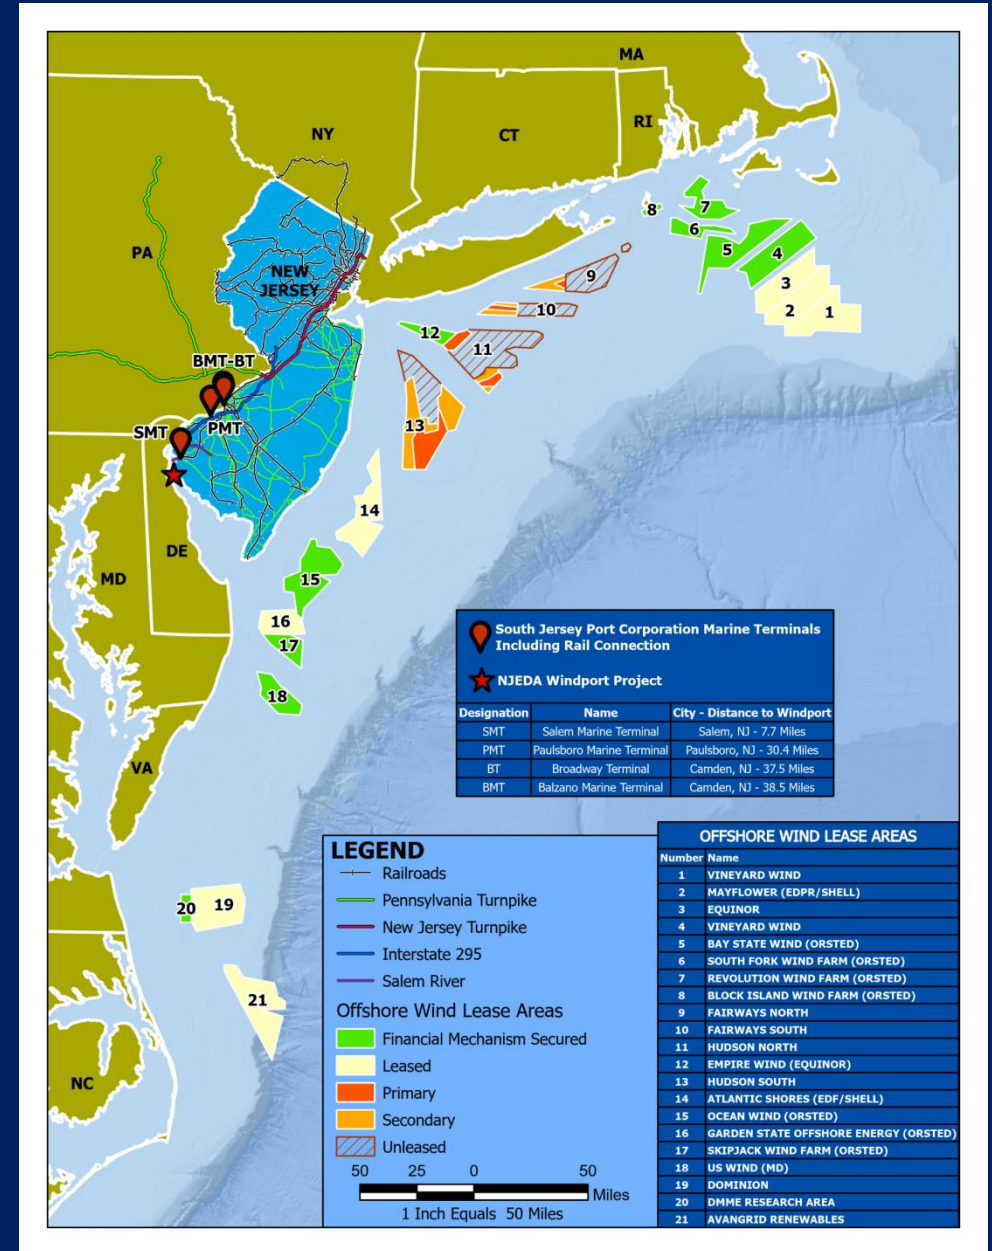 MA
NY
CT
RI
PA
NEW
JERSEY
8
7
6
5
4
3
2
1
9
10
12
11
13
BMT-BT
PMT
SMT
14
DE
MD
15
16
17
18
VA
20
19
21
NC
South Jersey Port Corporation Marine Terminals
Including Rail Connection
NJEDA Windport Project
Designation Name City - Distance to Windport
SMT Salem Marine Terminal Salem, NJ - 7.7 Miles
PMT Paulsboro Marine Terminal Paulsboro, NJ - 30.4 Miles
BT Broadway Terminal Camden, NJ - 37.5 Miles
BMT Balzano Marine Terminal Camden, NJ - 38.5 Miles
LEGEND
Railroads
Pennsylvania Turnpike
New Jersey Turnpike
Interstate 295
Salem River
Offshore Wind Lease Areas
Financial Mechanism Secured
Leased
Primary
Secondary
Unleased
50 25 0 50
Miles
1 Inch Equals 50 Miles
OFFSHORE WIND LEASE AREAS
Number Name
1 VINEYARD WIND
2 MAYFLOWER (EDPR/SHELL)
3 EQUINOR
4 VINEYARD WIND
5 BAY STATE WIND (ORSTED)
6 SOUTH FORK WIND FARM (ORSTED)
7 REVOLUTION WIND FARM (ORSTED)
8 BLOCK ISLAND WIND FARM (ORSTED)
9 FAIRWAYS NORTH
10 FAIRWAYS SOUTH
11 HUDSON NORTH
12 EMPIRE WIND (EQUINOR)
13 HUDSON SOUTH
14 ATLANTIC SHORES (EDF/SHELL)
15 OCEAN WIND (ORSTED)
16 GARDEN STATE OFFSHORE ENERGY (ORSTED)
17 SKIPJACK WIND FARM (ORSTED)
18 US WIND (MD)
19 DOMINION
20 DMME RESEARCH AREA
21 AVANGRID RENEWABLES